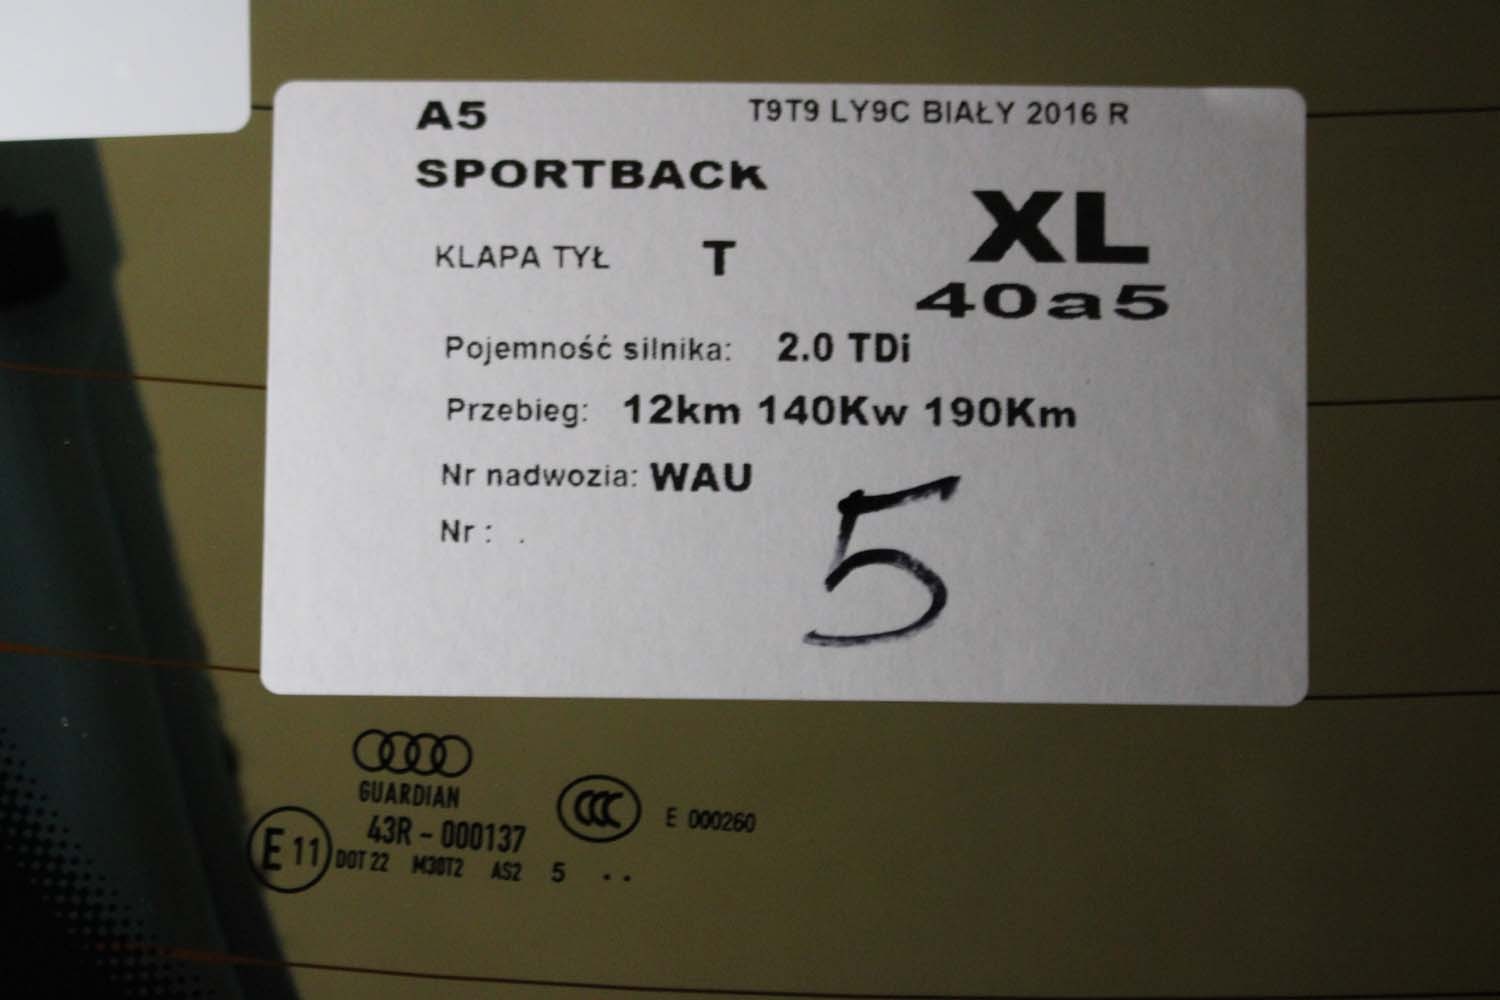 A5 T9T9 LY9C BIAŁY 2016 R
SPORTBACK
XL
KLAPA TYŁ T
40a5
Pojemność silnika: 2.0 TDi
Przebieg: 12km 140Kw 190Km
Nr nadwozia: WAU
5
Nr : .
GUARDIAN
43R - 000137
CCC E 000260
E 11 DOT 22 M30T2 AS2 5 . .